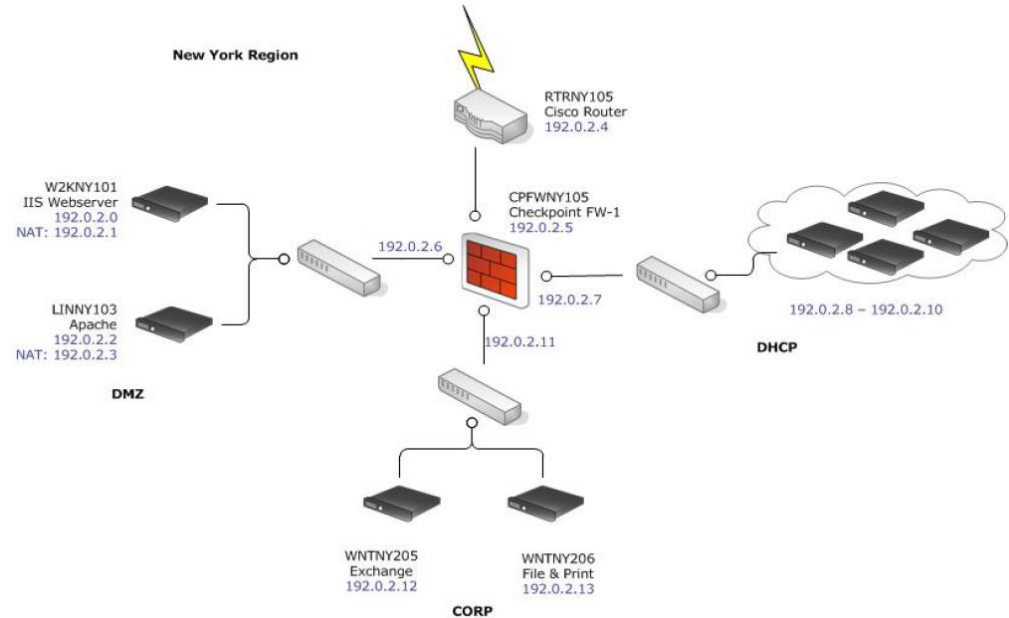 New York Region
RTRNY105
Cisco Router
192.0.2.4
W2KNY101
IIS Webserver
192.0.2.0
NAT: 192.0.2.1
CPFWNY105
Checkpoint FW-1
192.0.2.5
192.0.2.6
192.0.2.7
192.0.2.8 – 192.0.2.10
DHCP
LINNY103
Apache
192.0.2.2
NAT: 192.0.2.3
DMZ
192.0.2.11
WNTNY205
Exchange
192.0.2.12
WNTNY206
File & Print
192.0.2.13
CORP